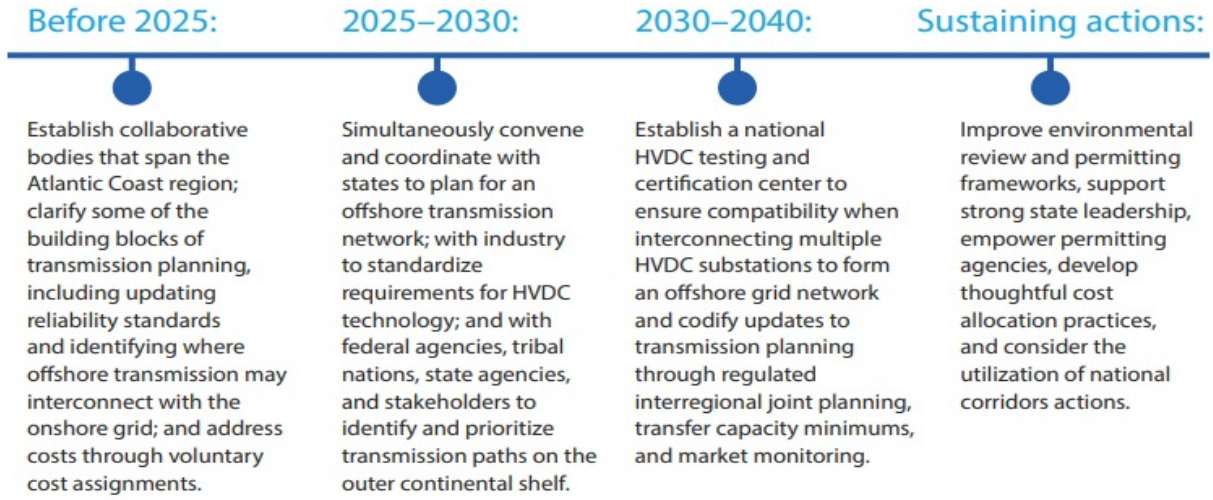 Before 2025:
Establish collaborative
bodies that span the
Atlantic Coast region;
clarify some of the
building blocks of
transmission planning,
including updating
reliability standards
and identifying where
offshore transmission may
interconnect with the
onshore grid; and address
costs through voluntary
cost assignments.
2025–2030:
Simultaneously convene
and coordinate with
states to plan for an
offshore transmission
network; with industry
to standardize
requirements for HVDC
technology; and with
federal agencies, tribal
nations, state agencies,
and stakeholders to
identify and prioritize
transmission paths on the
outer continental shelf.
2030–2040:
Establish a national
HVDC testing and
certification center to
ensure compatibility when
interconnecting multiple
HVDC substations to form
an offshore grid network
and codify updates to
transmission planning
through regulated
interregional joint planning,
transfer capacity minimums,
and market monitoring.
Sustaining actions:
Improve environmental
review and permitting
frameworks, support
strong state leadership,
empower permitting
agencies, develop
thoughtful cost
allocation practices,
and consider the
utilization of national
corridors actions.